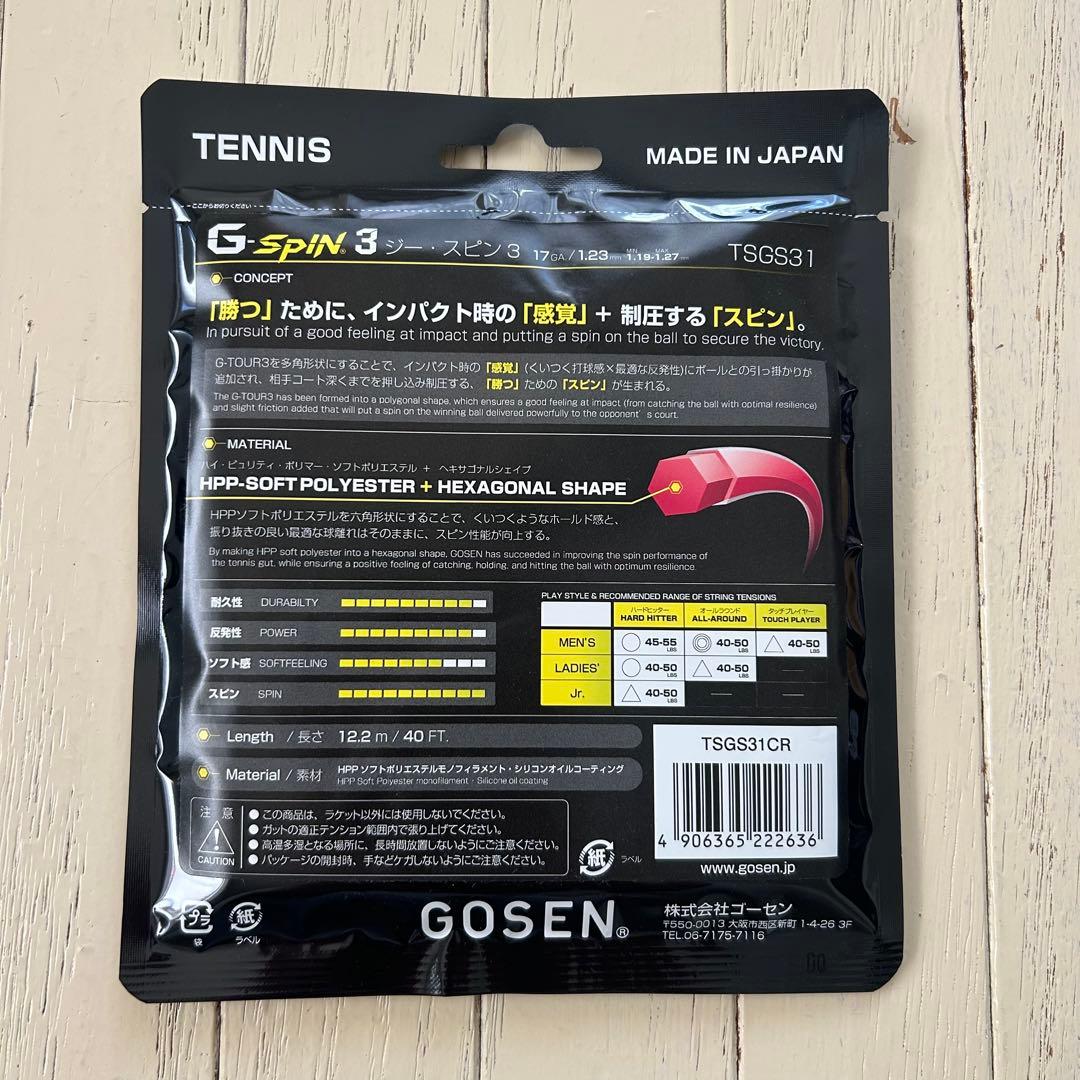 TENNIS
MADE IN JAPAN
ここからお切りください
G-SPIN® 3 ジー・スピン 3 17GA./1.23mm MIN 1.19-MAX 1.27mm TSGS31
CONCEPT
「勝つ」ために、インパクト時の「感覚」+ 制圧する「スピン」。
In pursuit of a good feeling at impact and putting a spin on the ball to secure the victory.
G-TOUR3を多角形状にすることで、インパクト時の「感覚」(くいつく打球感×最適な反発性)にボールとの引っ掛かりが
追加され、相手コート深くまでを押し込み制圧する、「勝つ」ための「スピン」が生まれる。
The G-TOUR3 has been formed into a polygonal shape, which ensures a good feeling at impact (from catching the ball with optimal resilience)
and slight friction added that will put a spin on the winning ball delivered powerfully to the opponent's court.
MATERIAL
ハイ・ピュリティ・ポリマー・ソフトポリエステル + ヘキサゴナルシェイプ
HPP-SOFT POLYESTER + HEXAGONAL SHAPE
HPPソフトポリエステルを六角形状にすることで、くいつくようなホールド感と、
振り抜きの良い最適な球離れはそのままに、スピン性能が向上する。
By making HPP soft polyester into a hexagonal shape, GOSEN has succeeded in improving the spin performance of
the tennis gut, while ensuring a positive feeling of catching, holding, and hitting the ball with optimum resilience.
耐久性 DURABILTY
反発性 POWER
ソフト感 SOFTFEELING
スピン SPIN
PLAY STYLE & RECOMMENDED RANGE OF STRING TENSIONS
ハードヒッター オールラウンド タッチプレイヤー
HARD HITTER ALL-AROUND TOUCH PLAYER
MEN'S ○ 45-55 LBS ◎ 40-50 LBS △ 40-50 LBS
LADIES' ○ 40-50 LBS △ 40-50 LBS —
Jr. △ 40-50 LBS — —
Length / 長さ 12.2 m / 40 FT.
Material / 素材 HPP ソフトポリエステルモノフィラメント・シリコンオイルコーティング
HPP Soft Polyester monofilament・Silicone oil coating
注意
CAUTION
●この商品は、ラケット以外には使用しないでください。
●ガットの適正テンション範囲内で張り上げてください。
●高温多湿となる場所に、長時間放置しないようにご注意ください。
●パッケージの開封時、手などケガしないようにご注意ください。
紙 ラベル
TSGS31CR
4 906365 222636
www.gosen.jp
プラ
袋
紙
ラベル
GOSEN®
株式会社ゴーセン
〒550-0013 大阪市西区新町 1-4-26 3F
TEL.06-7175-7116